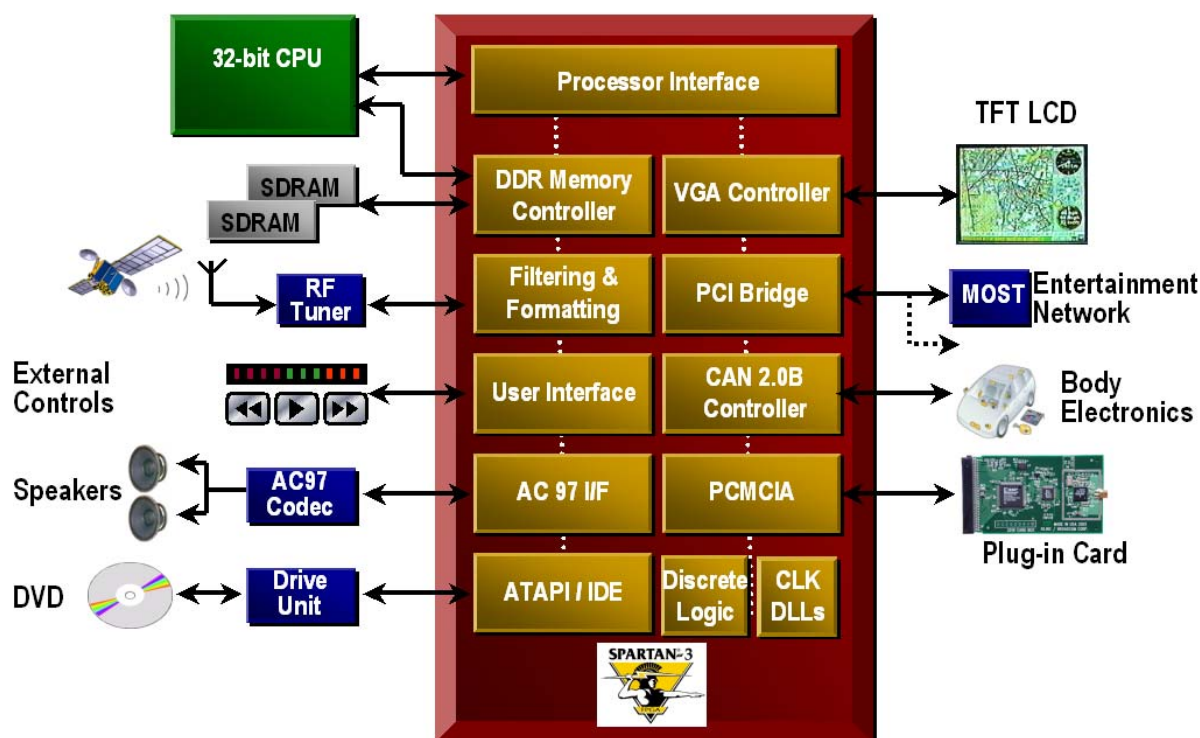 32-bit CPU
Processor Interface
TFT LCD
SDRAM
SDRAM
DDR Memory
Controller
VGA Controller
RF
Tuner
Filtering &
Formatting
PCI Bridge
MOST
Entertainment
Network
External
Controls
User Interface
CAN 2.0B
Controller
Body
Electronics
Speakers
AC97
Codec
AC 97 I/F
PCMCIA
Plug-in Card
DVD
Drive
Unit
ATAPI / IDE
Discrete
Logic
CLK
DLLs
SPARTAN-3
FPGA